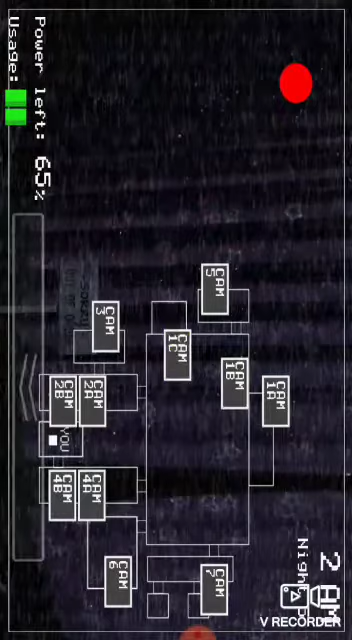 2 AM
Night
CAM 1A
CAM 1B
CAM 5
CAM 1C
CAM 7
CAM 3
CAM 6
CAM 2A
CAM 4A
CAM 2B
CAM 4B
YOU
Power left: 65%
Usage:
V RECORDER